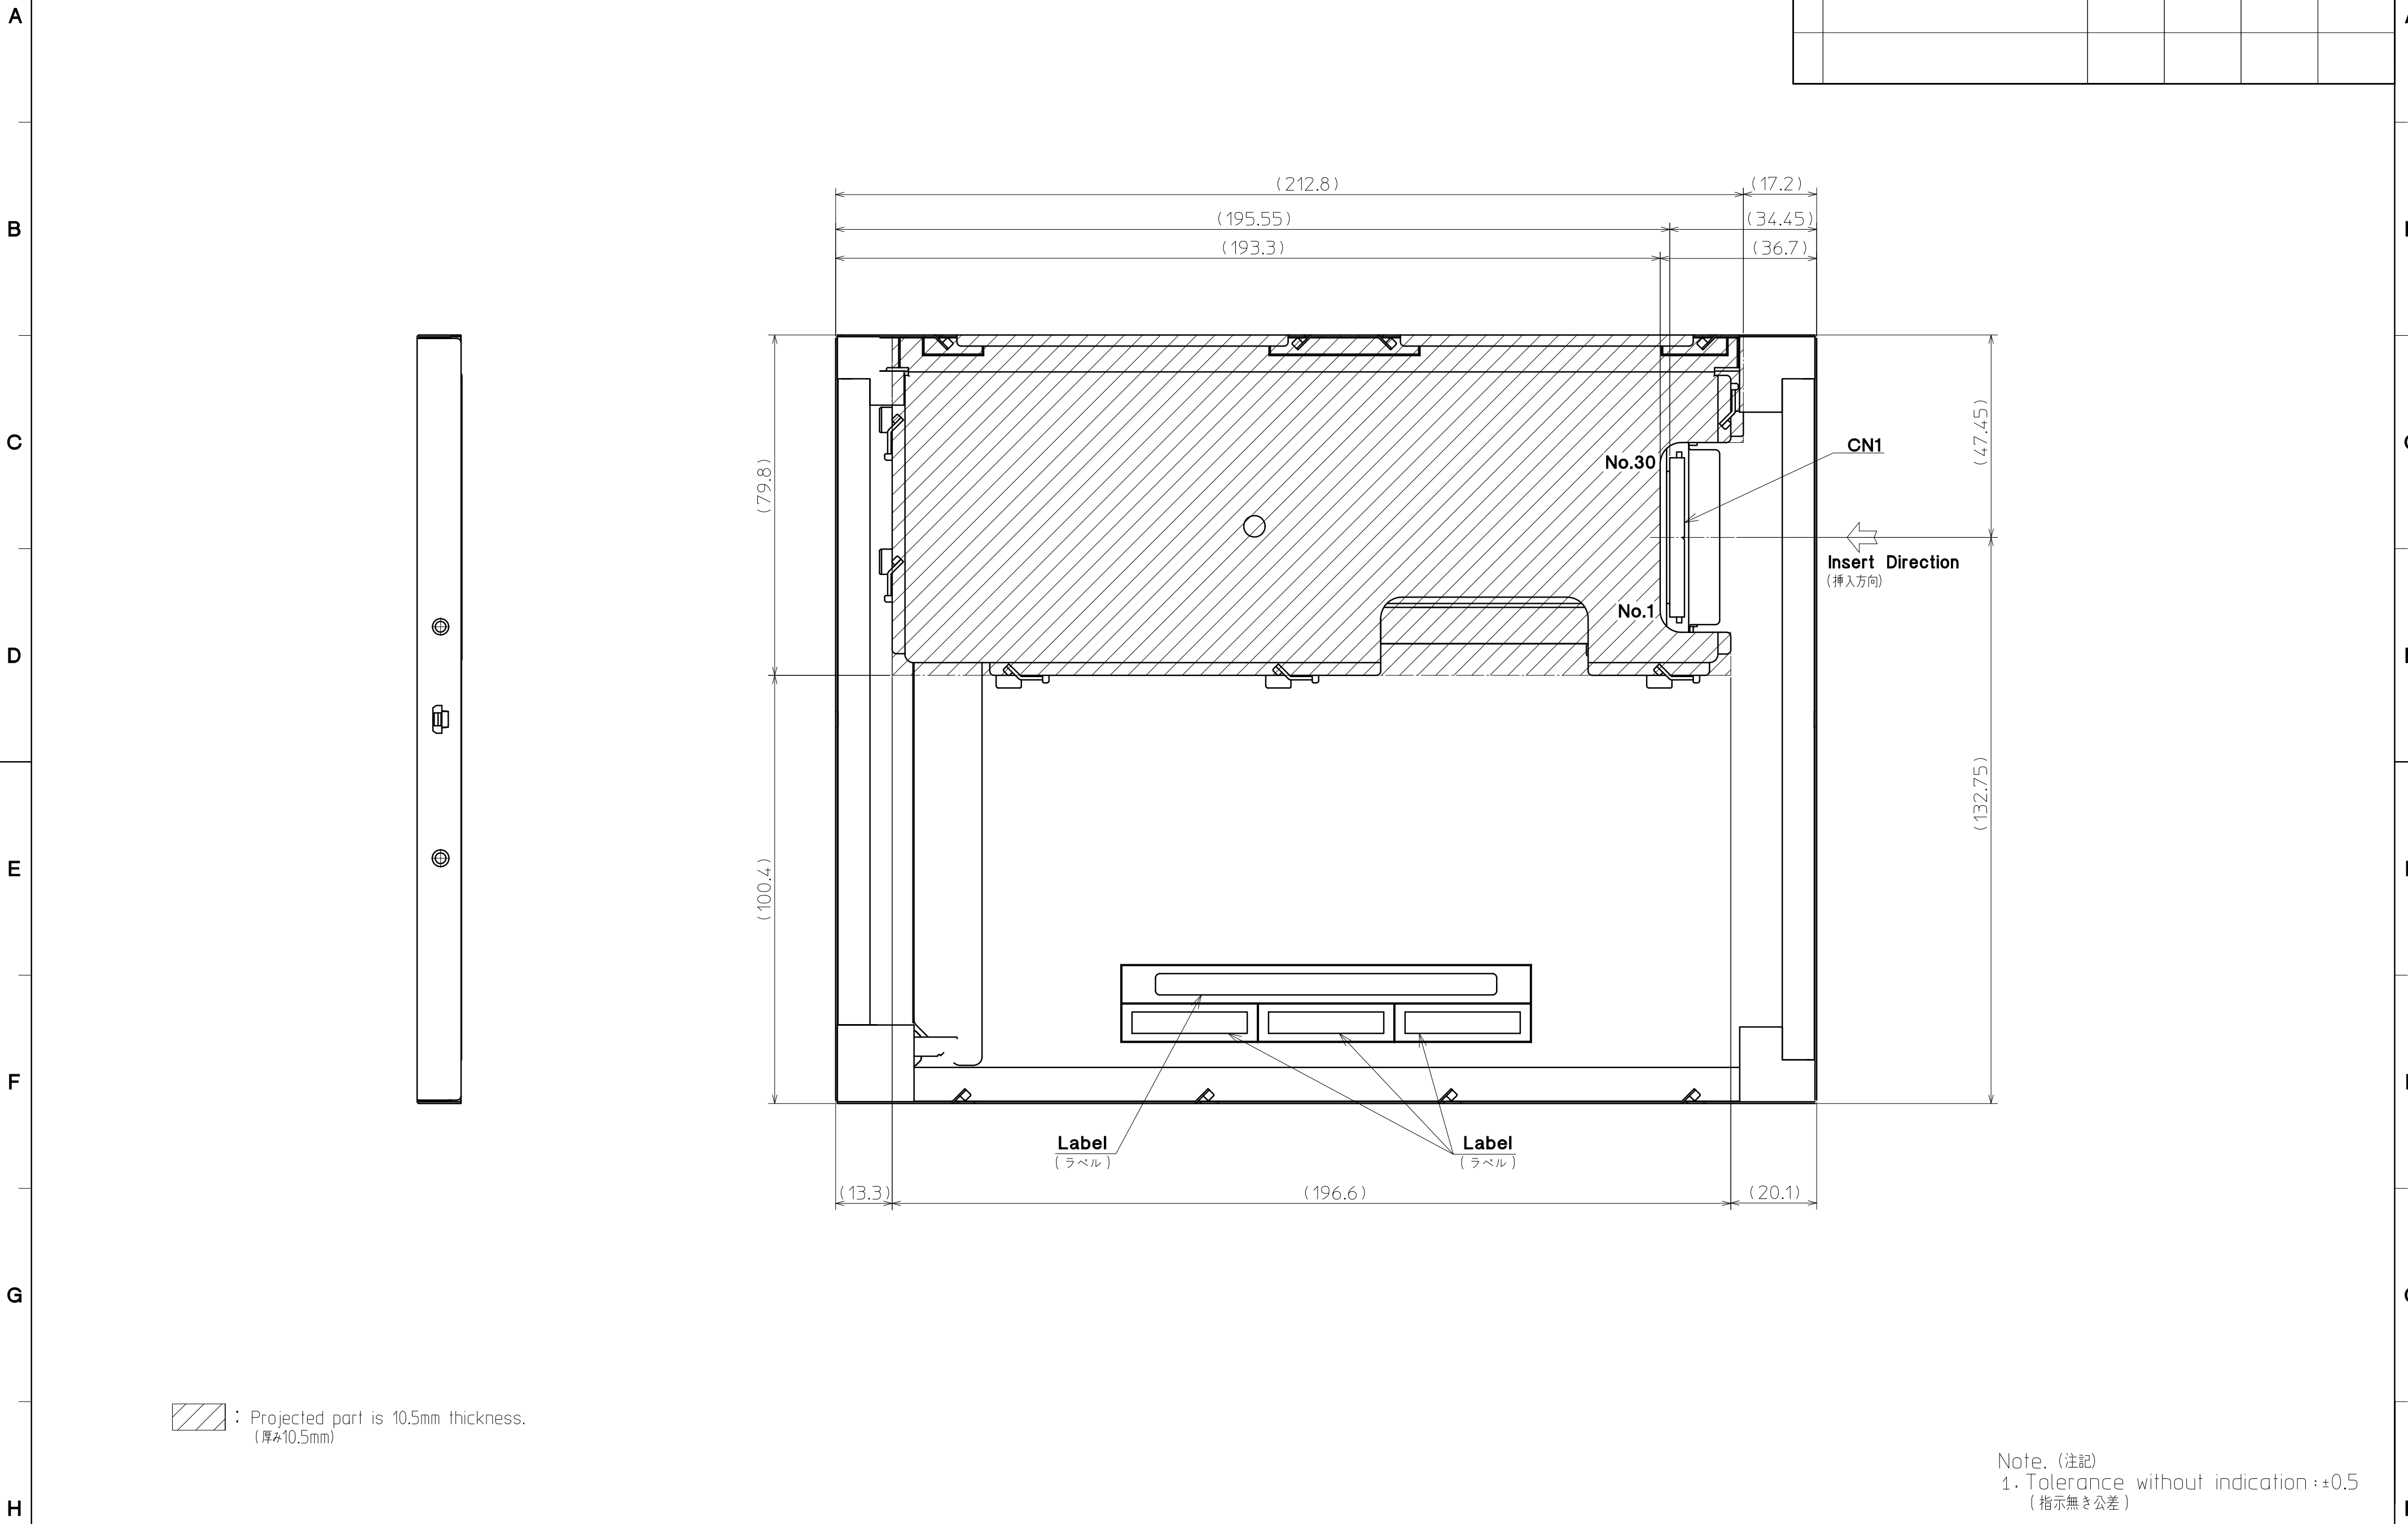 A
B
C
D
E
F
G
H
(212.8)
(17.2)
(195.55)
(34.45)
(193.3)
(36.7)
(79.8)
(47.45)
CN1
No.30
No.1
Insert Direction
(挿入方向)
(100.4)
(132.75)
Label
(ラベル)
Label
(ラベル)
(13.3)
(196.6)
(20.1)
: Projected part is 10.5mm thickness.
(厚み10.5mm)
Note. (注記)
1. Tolerance without indication : ±0.5
(指示無き公差)